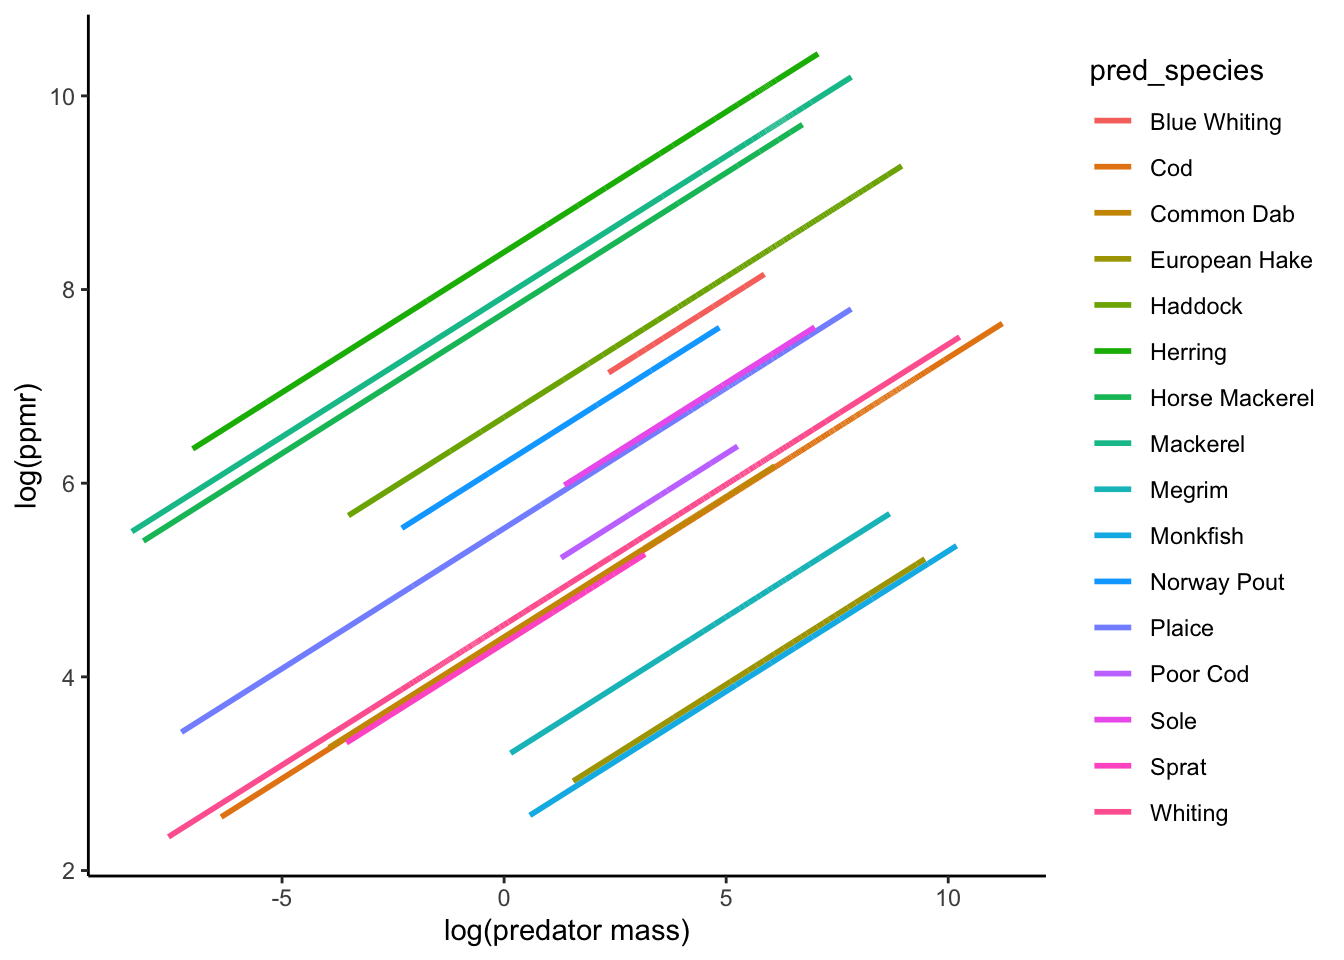 10
8
6
4
2
log(ppmr)
-5 0 5 10
log(predator mass)
pred_species
Blue Whiting
Cod
Common Dab
European Hake
Haddock
Herring
Horse Mackerel
Mackerel
Megrim
Monkfish
Norway Pout
Plaice
Poor Cod
Sole
Sprat
Whiting